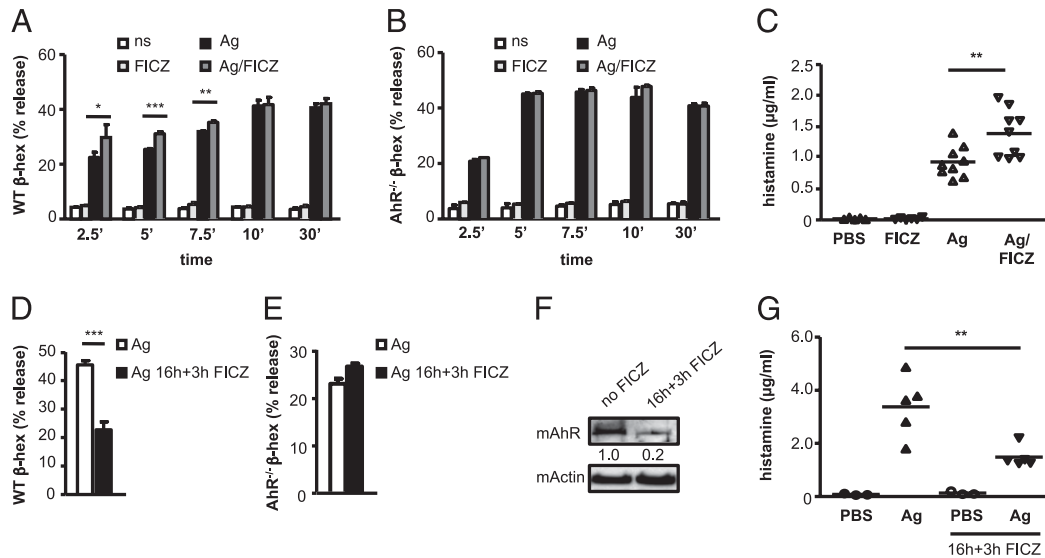 A
ns
Ag
FICZ
Ag/FICZ
WT β-hex (% release)
60
40
20
0
*
***
**
2.5'
5'
7.5'
10'
30'
time
B
ns
Ag
FICZ
Ag/FICZ
AhR-/- β-hex (% release)
60
40
20
0
2.5'
5'
7.5'
10'
30'
time
C
histamine (µg/ml)
2.5
2.0
1.5
1.0
0.5
0
**
PBS
FICZ
Ag
Ag/
FICZ
D
Ag
Ag 16h+3h FICZ
WT β-hex (% release)
50
40
30
20
10
0
***
E
Ag
Ag 16h+3h FICZ
AhR-/- β-hex (% release)
30
20
10
0
F
no FICZ
16h+3h FICZ
mAhR
1.0 0.2
mActin
G
histamine (µg/ml)
6.0
4.0
2.0
0
**
PBS
Ag
PBS
Ag
16h+3h FICZ